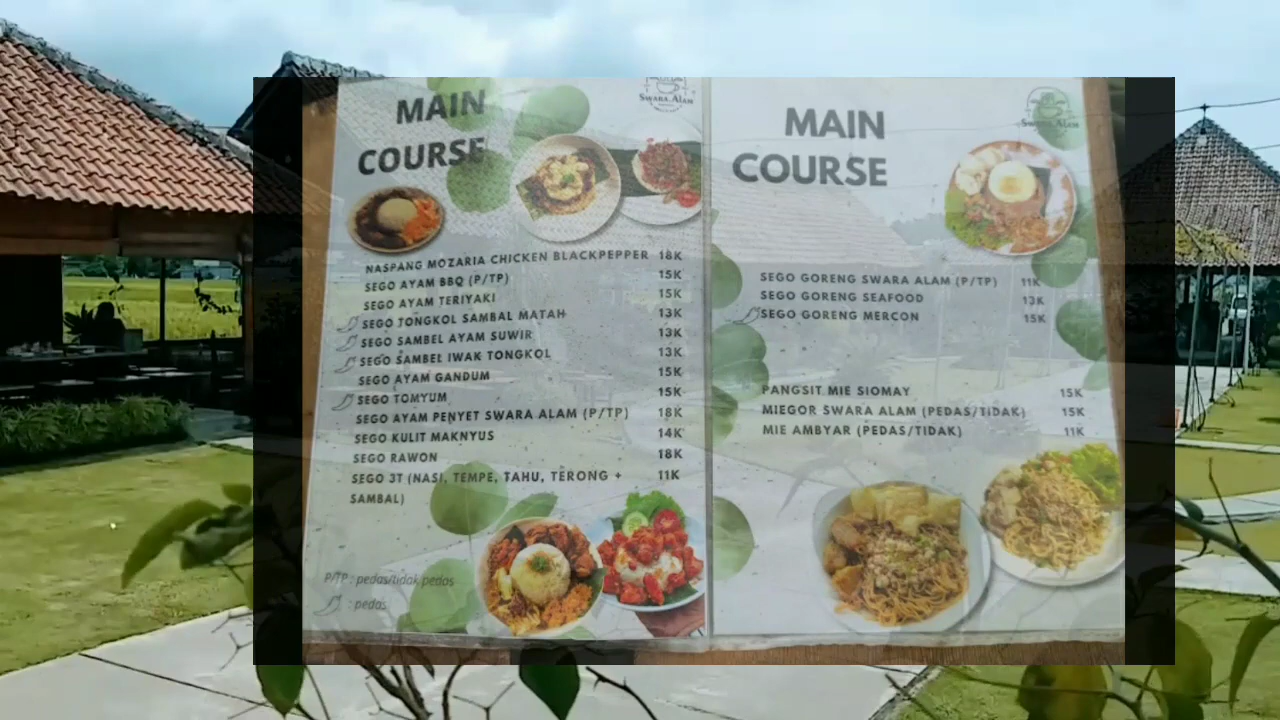 MAIN
COURSE
SWARA ALAM
NASPANG MOZARIA CHICKEN BLACKPEPPER 18K
SEGO AYAM BBQ (P/TP) 15K
SEGO AYAM TERIYAKI 15K
SEGO TONGKOL SAMBAL MATAH 13K
SEGO SAMBEL AYAM SUWIR 13K
SEGO SAMBEL IWAK TONGKOL 13K
SEGO AYAM GANDUM 15K
SEGO TOMYUM 15K
SEGO AYAM PENYET SWARA ALAM (P/TP) 18K
SEGO KULIT MAKNYUS 14K
SEGO RAWON 18K
SEGO 3T (NASI, TEMPE, TAHU, TERONG + 11K
SAMBAL)
P/TP : pedas/tidak pedas
: pedas
MAIN
COURSE
SWARA ALAM
SEGO GORENG SWARA ALAM (P/TP) 11K
SEGO GORENG SEAFOOD 13K
SEGO GORENG MERCON 15K
PANGSIT MIE SIOMAY 15K
MIEGOR SWARA ALAM (PEDAS/TIDAK) 15K
MIE AMBYAR (PEDAS/TIDAK) 11K